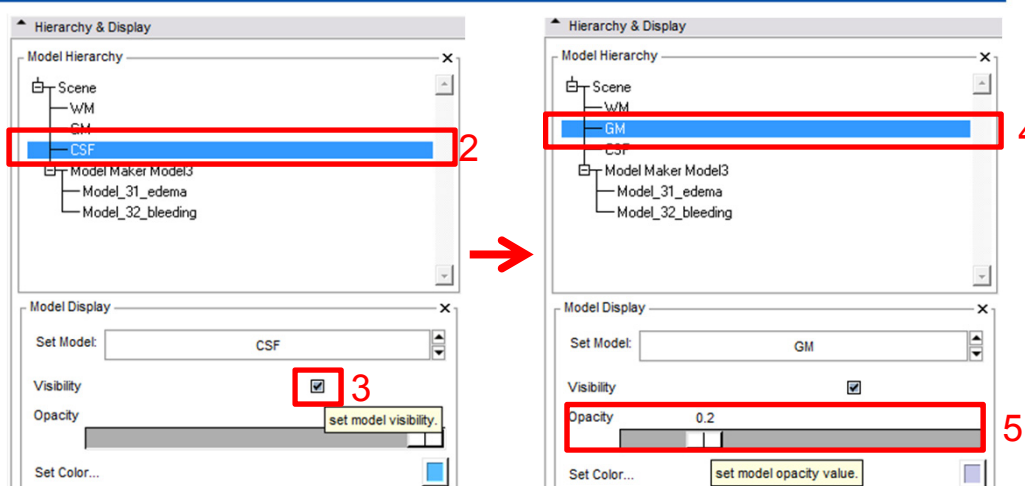 Hierarchy & Display
Model Hierarchy
Scene
WM
GM
CSF
2
Model Maker Model3
Model_31_edema
Model_32_bleeding
Model Display
Set Model:
CSF
Visibility
3
Opacity
set model visibility.
Set Color...
Hierarchy & Display
Model Hierarchy
Scene
WM
GM
4
CSF
Model Maker Model3
Model_31_edema
Model_32_bleeding
Model Display
Set Model:
GM
Visibility
Opacity 0.2
5
Set Color...
set model opacity value.